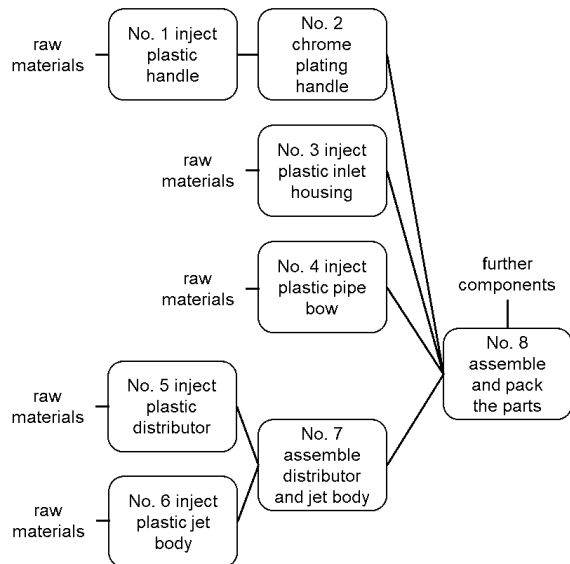 raw
materials
No. 1 inject
plastic
handle
No. 2
chrome
plating
handle
raw
materials
No. 3 inject
plastic inlet
housing
raw
materials
No. 4 inject
plastic pipe
bow
further
components
No. 8
assemble
and pack
the parts
raw
materials
No. 5 inject
plastic
distributor
No. 7
assemble
distributor
and jet body
raw
materials
No. 6 inject
plastic jet
body